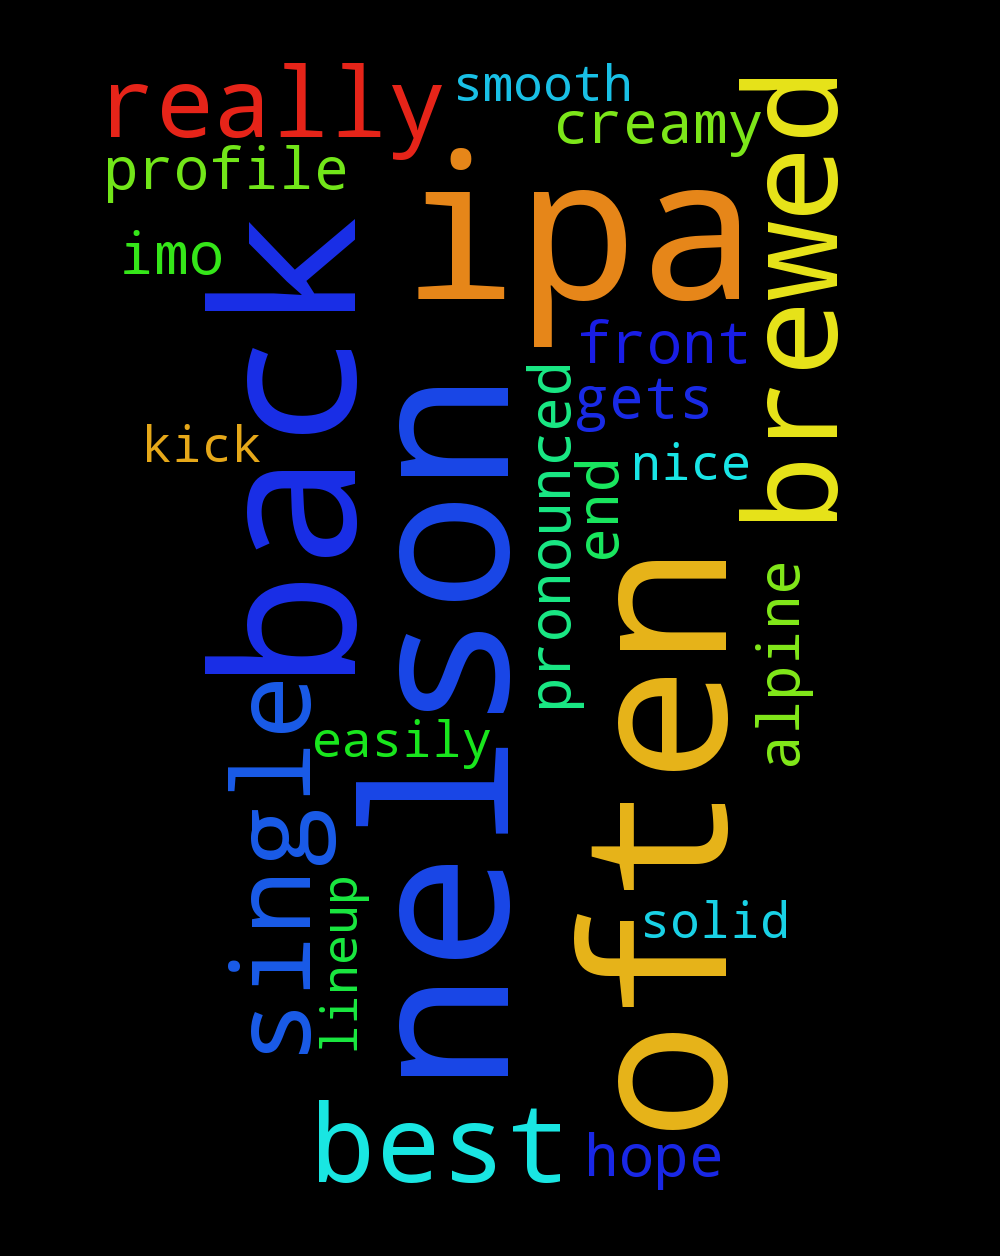 really
smooth
creamy
brewed
profile
ipa
imo
back
front
pronounced
gets
nelson
kick
nice
end
often
alpine
single
easily
lineup
solid
best
hope